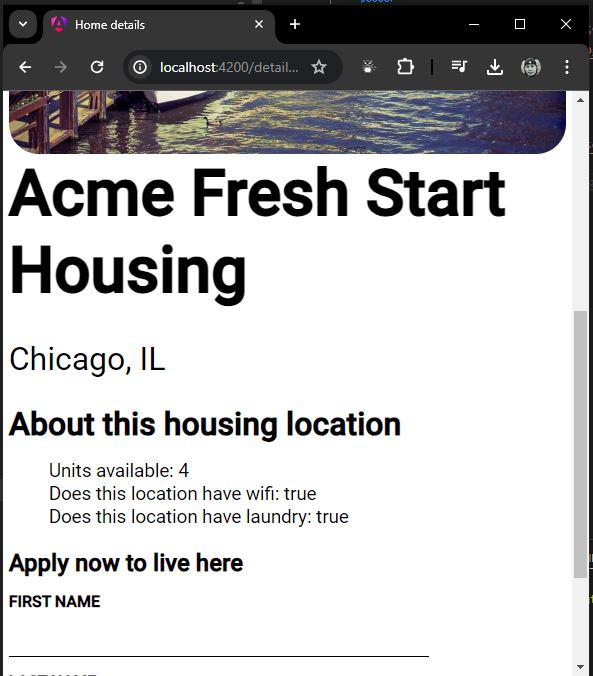 Home details
localhost:4200/detail...
Acme Fresh Start
Housing
Chicago, IL
About this housing location
Units available: 4
Does this location have wifi: true
Does this location have laundry: true
Apply now to live here
FIRST NAME